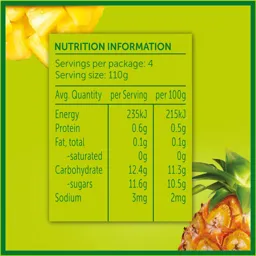 NUTRITION INFORMATION
Servings per package: 4
Serving size: 110g
Avg. Quantity per Serving per 100g
Energy 235kJ 215kJ
Protein 0.6g 0.5g
Fat, total 0.1g 0.1g
-saturated 0g 0g
Carbohydrate 12.4g 11.3g
-sugars 11.6g 10.5g
Sodium 3mg 2mg